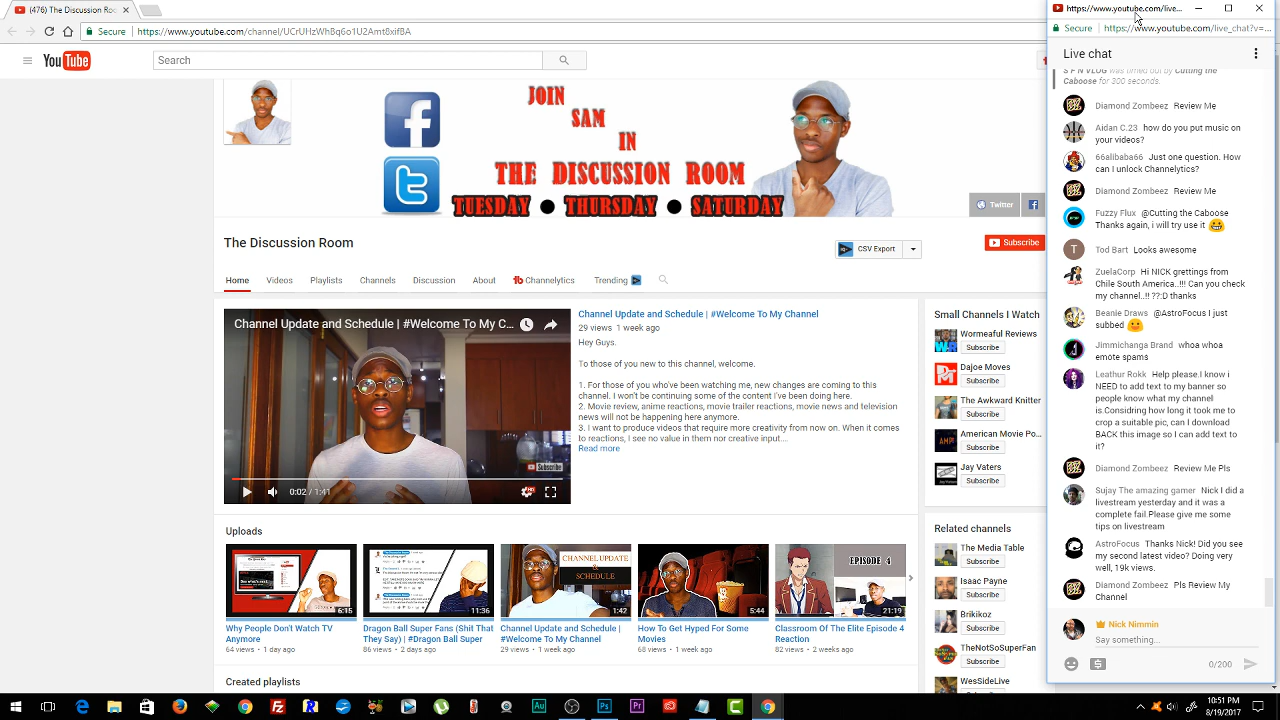 (476) The Discussion Room
Secure https://www.youtube.com/channel/UCrUHzWhBqGo1U2Amt8xifBA
YouTube
Search
JOIN
SAM
IN
THE DISCUSSION ROOM
TUESDAY ● THURSDAY ● SATURDAY
Twitter
The Discussion Room
CSV Export
Subscribe
Home Videos Playlists Channels Discussion About Channelytics Trending
Channel Update and Schedule | #Welcome To My C...
Subscribe
0:02 / 1:41
HD
Channel Update and Schedule | #Welcome To My Channel
29 views 1 week ago
Hey Guys.
To those of you new to this channel, welcome.
1. For those of you who've been watching me, new changes are coming to this
channel. I won't be continuing some of the content I've been doing here.
2. Movie review, anime reactions, movie trailer reactions, movie news and television
news will not be happening here anymore.
3. I want to produce videos that require more creativity from now on. When it comes
to reactions, I see no value in them nor creative input....
Read more
Small Channels I Watch
Wormeaful Reviews
Subscribe
Dajoe Moves
Subscribe
The Awkward Knitter
Subscribe
American Movie Po...
Subscribe
Jay Vaters
Subscribe
Related channels
The Media Table
Subscribe
Isaac Payne
Subscribe
Brikikoz
Subscribe
TheNotSoSuperFan
Subscribe
WesSideLive
Subscribe
Uploads
6:15
Why People Don't Watch TV
Anymore
64 views • 1 day ago
11:36
Dragon Ball Super Fans (Shit That
They Say) | #Dragon Ball Super
86 views • 2 days ago
CHANNEL UPDATE
&
SCHEDULE
1:42
Channel Update and Schedule |
#Welcome To My Channel
29 views • 1 week ago
5:44
How To Get Hyped For Some
Movies
68 views • 1 week ago
EPISODE 4
21:19
Classroom Of The Elite Episode 4
Reaction
82 views • 2 weeks ago
Created playlists
https://www.youtube.com/live...
Secure https://www.youtube.com/live_chat?v=...
Live chat
S P N VLOG was timed out by Cutting the
Caboose for 300 seconds.
Diamond Zombeez Review Me
Aidan C.23 how do you put music on
your videos?
66alibaba66 Just one question. How
can I unlock Channelytics?
Diamond Zombeez Review Me
Fuzzy Flux @Cutting the Caboose
Thanks again, i will try use it
Tod Bart Looks awesome
ZuelaCorp Hi NICK grettings from
Chile South America..!!! Can you check
my channel..!! ??:D thanks
Beanie Draws @AstroFocus I just
subbed
Jimmichanga Brand whoa whoa
emote spams
Leathur Rokk Help please.I know i
NEED to add text to my banner so
people know what my channel
is.Considring how long it took me to
crop a suitable pic, can I download
BACK this image so I can add text to
it?
Diamond Zombeez Review Me Pls
Sujay The amazing gamer Nick I did a
livestream yesterday and it was a
complete fail.Please give me some
tips on livestream
AstroFocus Thanks Nick! Did you see
my second latest video? Doing very
well, 19k views.
Diamond Zombeez Pls Review My
Channel
Nick Nimmin
Say something...
0/200
10:51 PM
8/19/2017